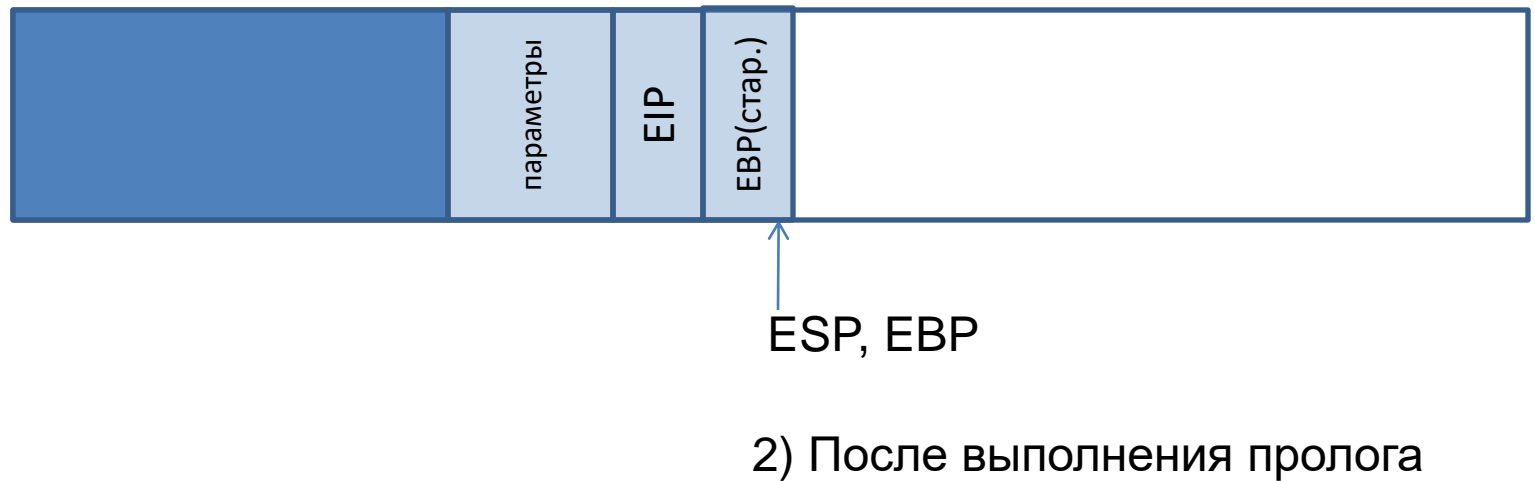 параметры
EIP
EBP(стар.)
ESP, EBP
2) После выполнения пролога